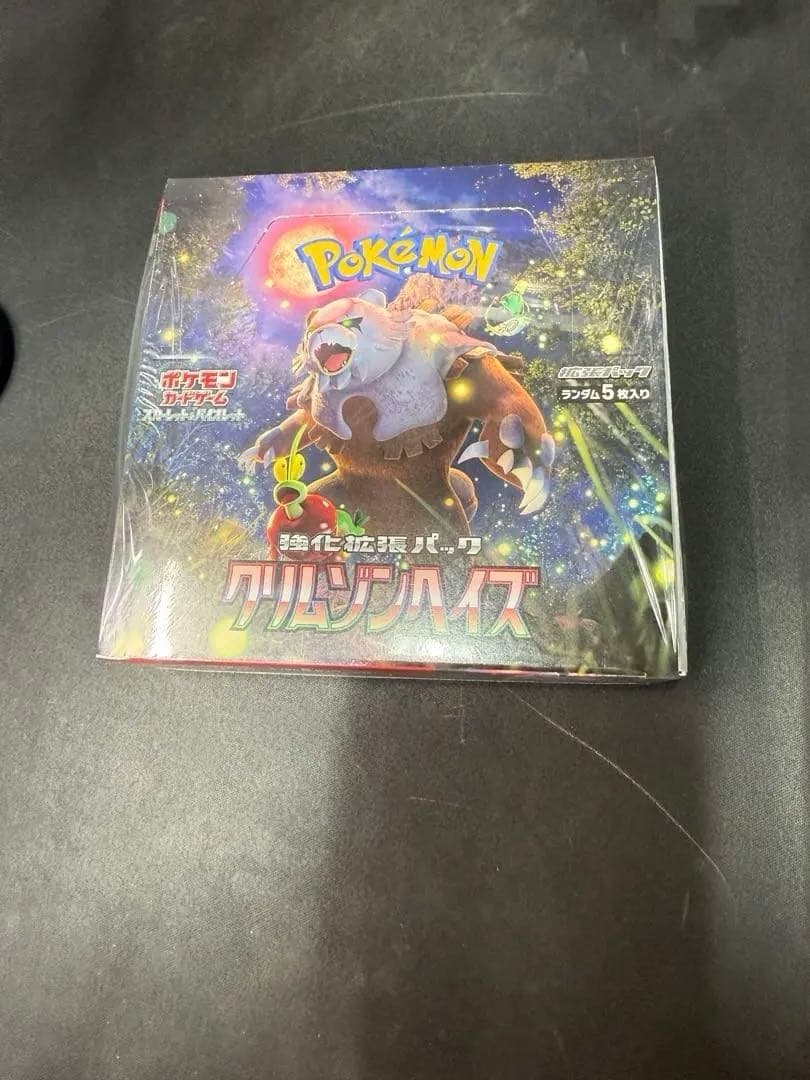 POKéMON
ポケモン
カードゲーム
スカーレット&バイオレット
拡張パック
ランダム5枚入り
強化拡張パック
クリムゾンヘイズ